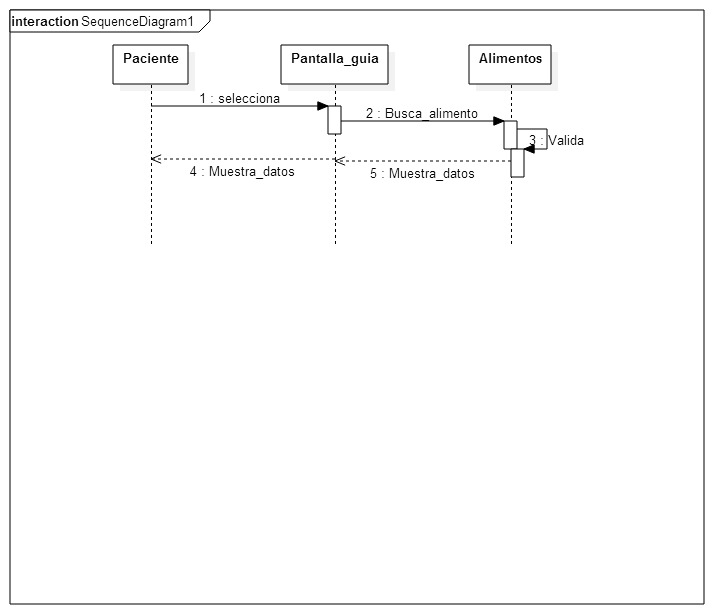 interaction SequenceDiagram1
Paciente
Pantalla_guia
Alimentos
1 : selecciona
2 : Busca_alimento
3 : Valida
4 : Muestra_datos
5 : Muestra_datos